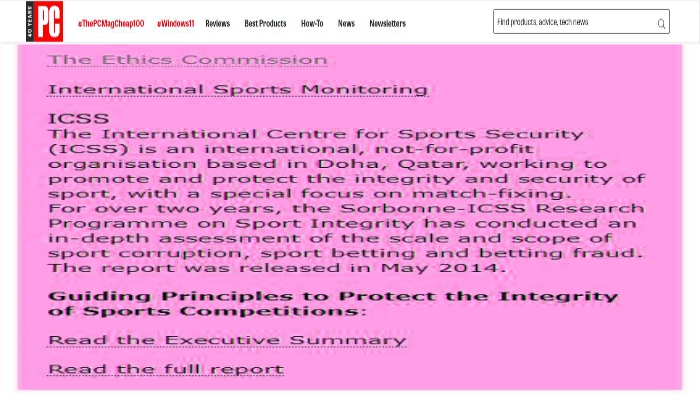 40 YEARS
PC
#ThePCMagCheap100 #Windows11 Reviews Best Products How-To News Newsletters
Find products, advice, tech news
The Ethics Commission
International Sports Monitoring
ICSS
The International Centre for Sports Security
(ICSS) is an international, not-for-profit
organisation based in Doha, Qatar, working to
promote and protect the integrity and security of
sport, with a special focus on match-fixing.
For over two years, the Sorbonne-ICSS Research
Programme on Sport Integrity has conducted an
in-depth assessment of the scale and scope of
sport corruption, sport betting and betting fraud.
The report was released in May 2014.
Guiding Principles to Protect the Integrity
of Sports Competitions:
Read the Executive Summary
Read the full report